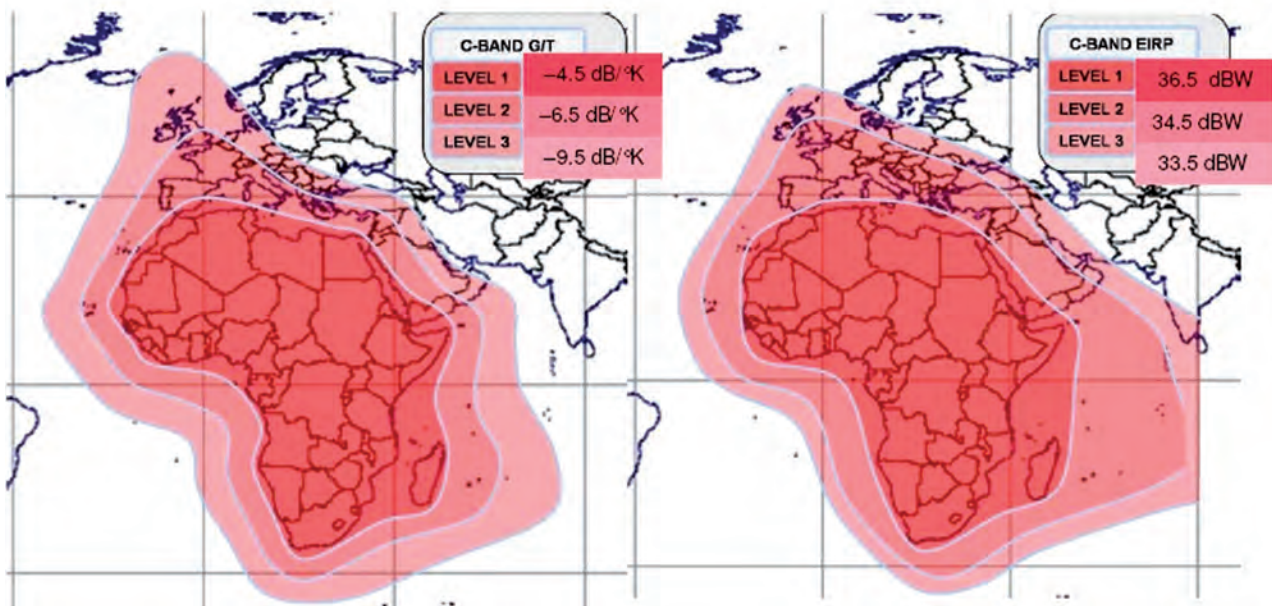 C-BAND G/T
LEVEL 1 –4.5 dB/°K
LEVEL 2 –6.5 dB/°K
LEVEL 3 –9.5 dB/°K
C-BAND EIRP
LEVEL 1 36.5 dBW
LEVEL 2 34.5 dBW
LEVEL 3 33.5 dBW